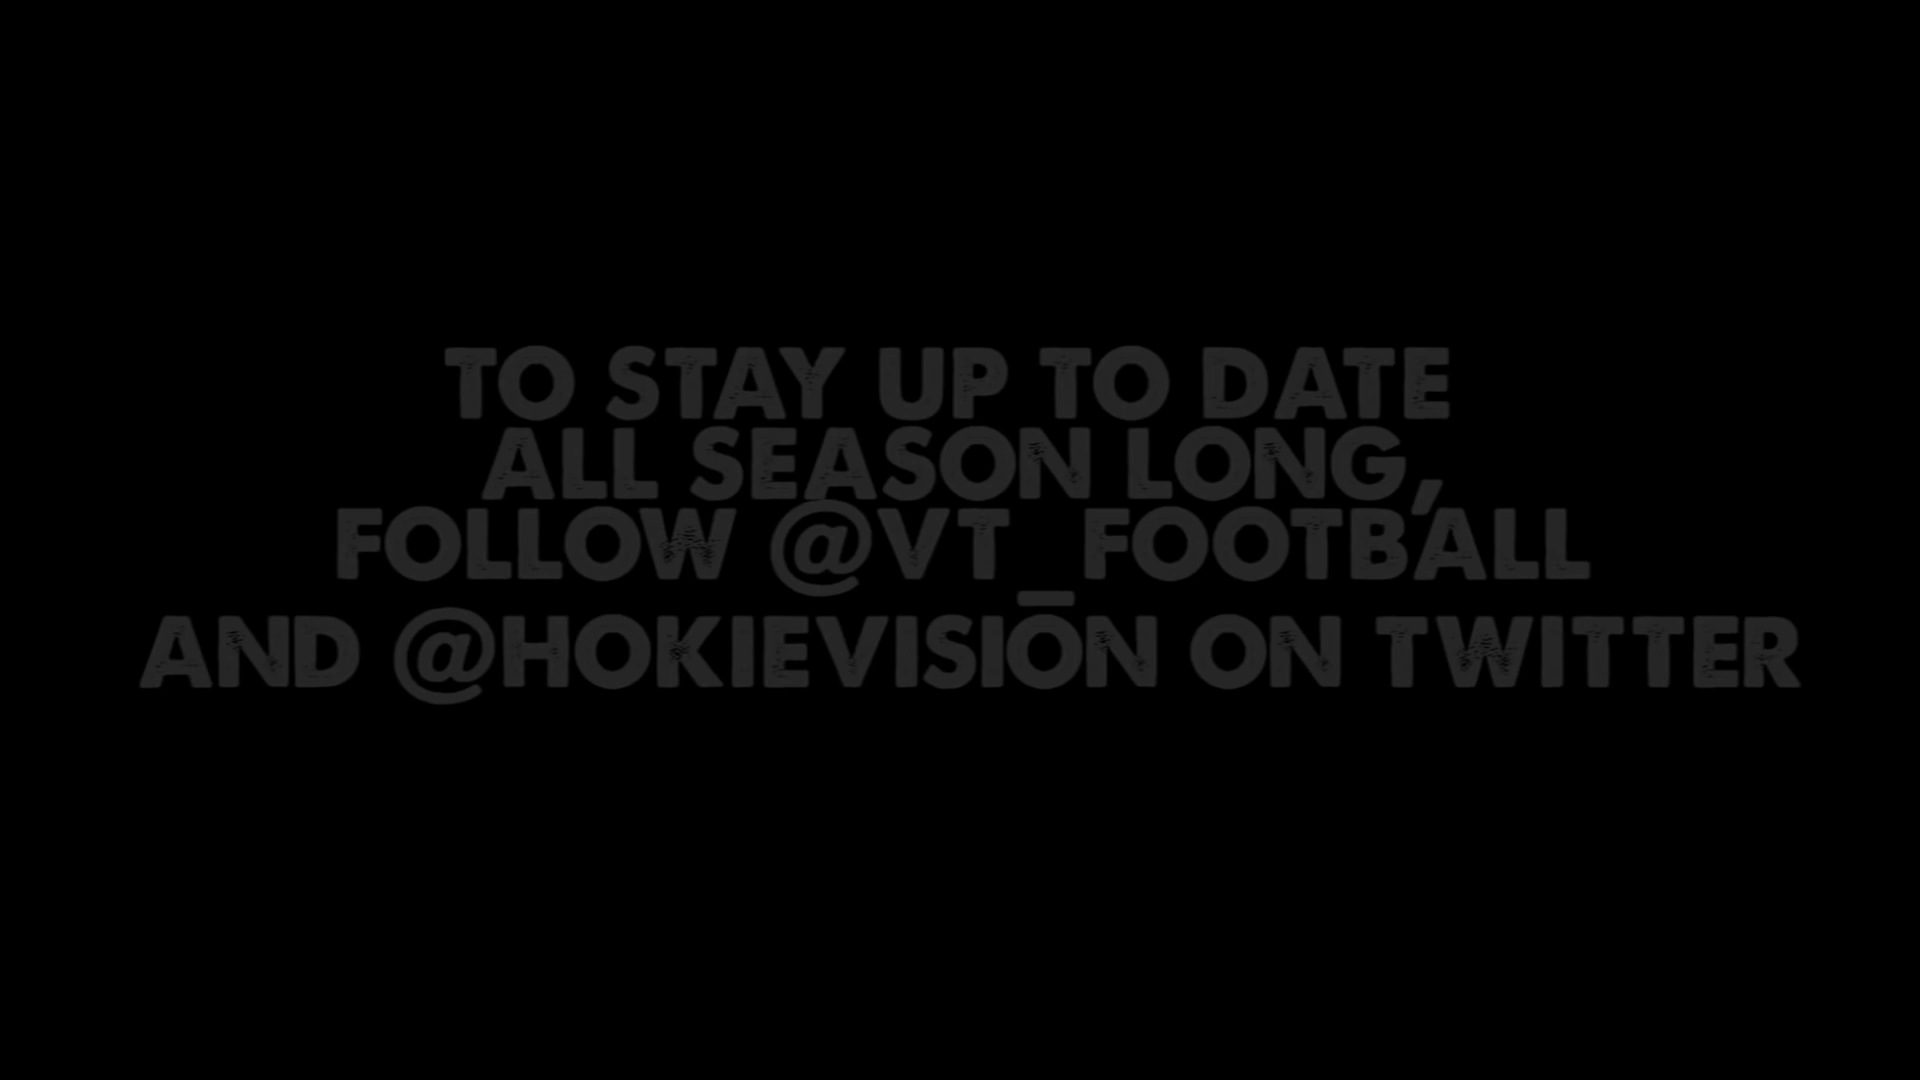 TO STAY UP TO DATE
ALL SEASON LONG,
FOLLOW @VT_FOOTBALL
AND @HOKIEVISION ON TWITTER